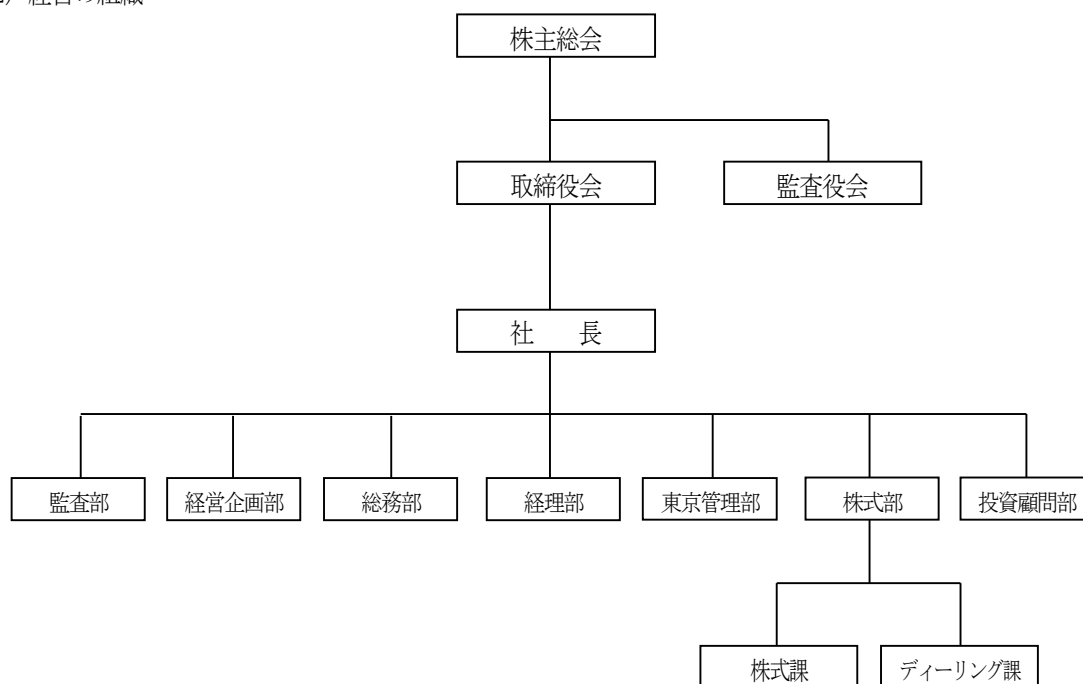 経営の組織
株主総会
取締役会 監査役会
社　　長
監査部 経営企画部 総務部 経理部 東京管理部 株式部 投資顧問部
株式課 ディーリング課